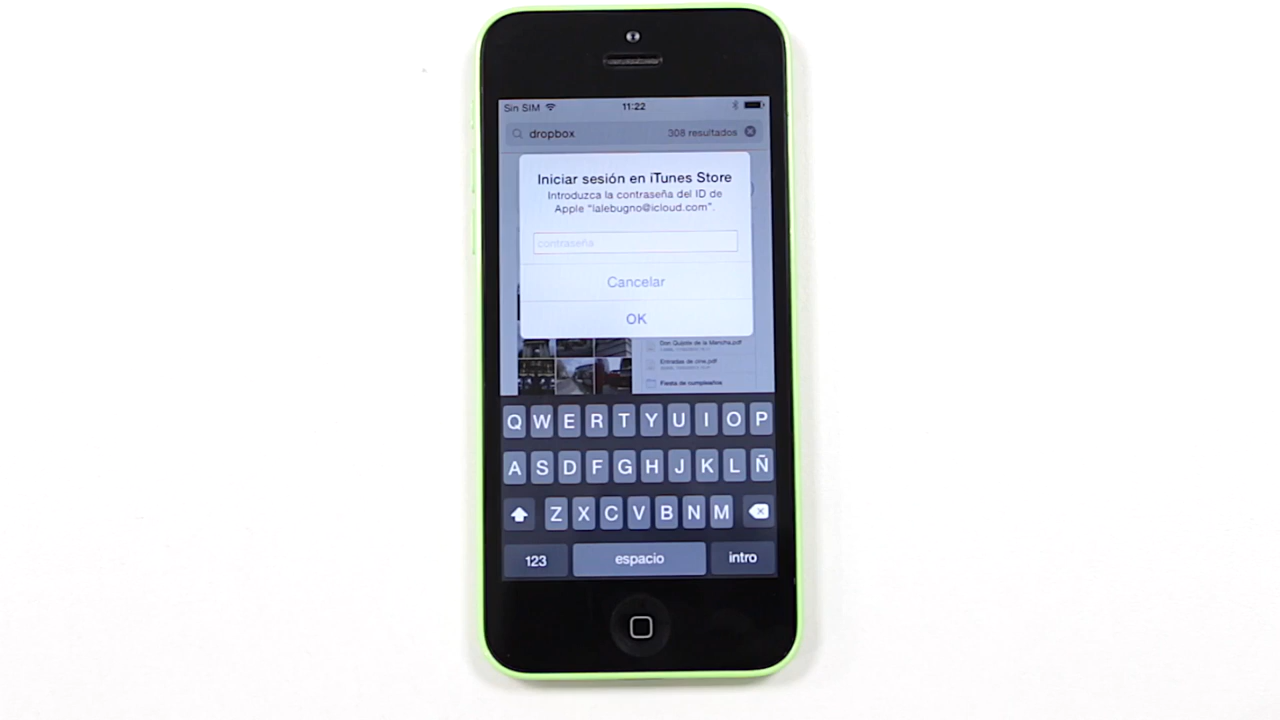 Sin SIM 11:22
dropbox 308 resultados
Iniciar sesión en iTunes Store
Introduzca la contraseña del ID de
Apple "lalebugno@icloud.com".
contraseña
Cancelar
OK
Don Quijote de la Mancha.pdf
Entradas de cine.pdf
Fiesta de cumpleaños
Q W E R T Y U I O P
A S D F G H J K L Ñ
Z X C V B N M
123 espacio intro